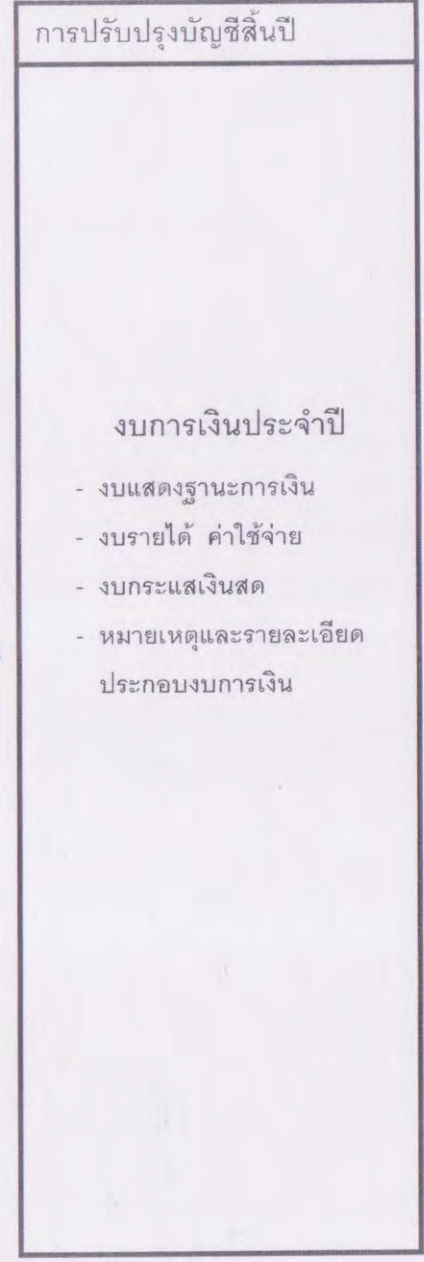 การปรับปรุงบัญชีสิ้นปี
งบการเงินประจำปี
- งบแสดงฐานะการเงิน
- งบรายได้ ค่าใช้จ่าย
- งบกระแสเงินสด
- หมายเหตุและรายละเอียด
ประกอบงบการเงิน